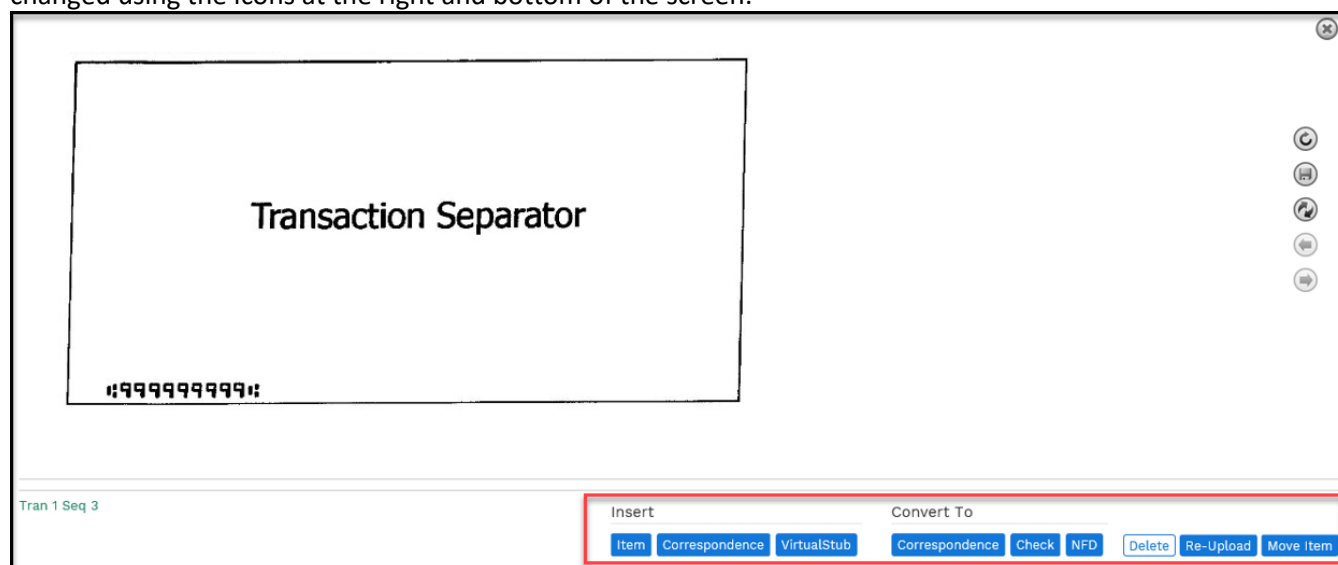 changed using the icons at the right and bottom of the screen.
Transaction Separator
⑆999999999⑆
Tran 1 Seq 3
Insert
Convert To
Item Correspondence VirtualStub
Correspondence Check NFD
Delete Re-Upload Move Item